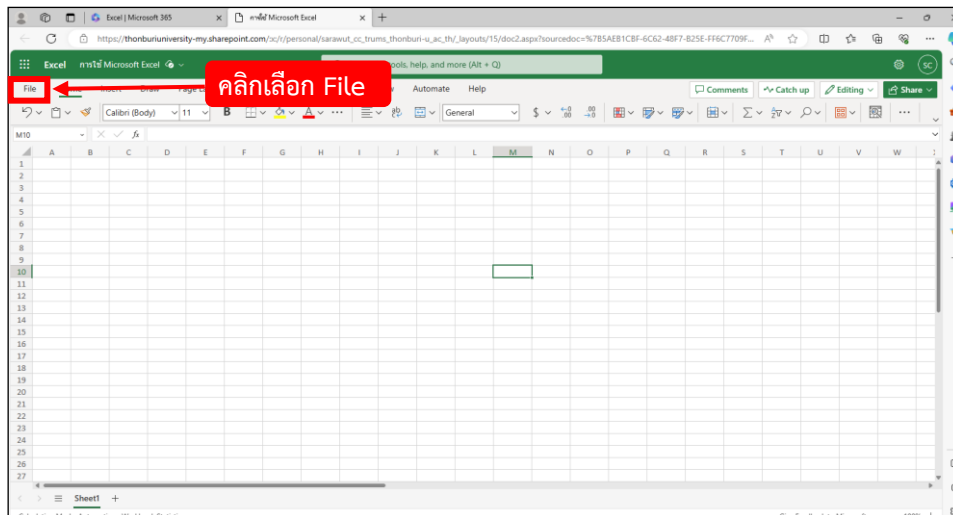 Excel | Microsoft 365
การใช้ Microsoft Excel
https://thonburiuniversity-my.sharepoint.com/:x:/r/personal/sarawut_cc_trums_thonburi-u_ac_th/_layouts/15/doc2.aspx?sourcedoc=%7B5AEB1CBF-6C62-48F7-B25E-FF6C7709F...
Excel การใช้ Microsoft Excel
help, and more (Alt + Q)
SC
File Draw Automate Help Comments Catch up Editing Share
คลิกเลือก File
Calibri (Body) 11 B A General $
M10 fx
A B C D E F G H I J K L M N O P Q R S T U V W
1
2
3
4
5
6
7
8
9
10
11
12
13
14
15
16
17
18
19
20
21
22
23
24
25
26
27
Sheet1